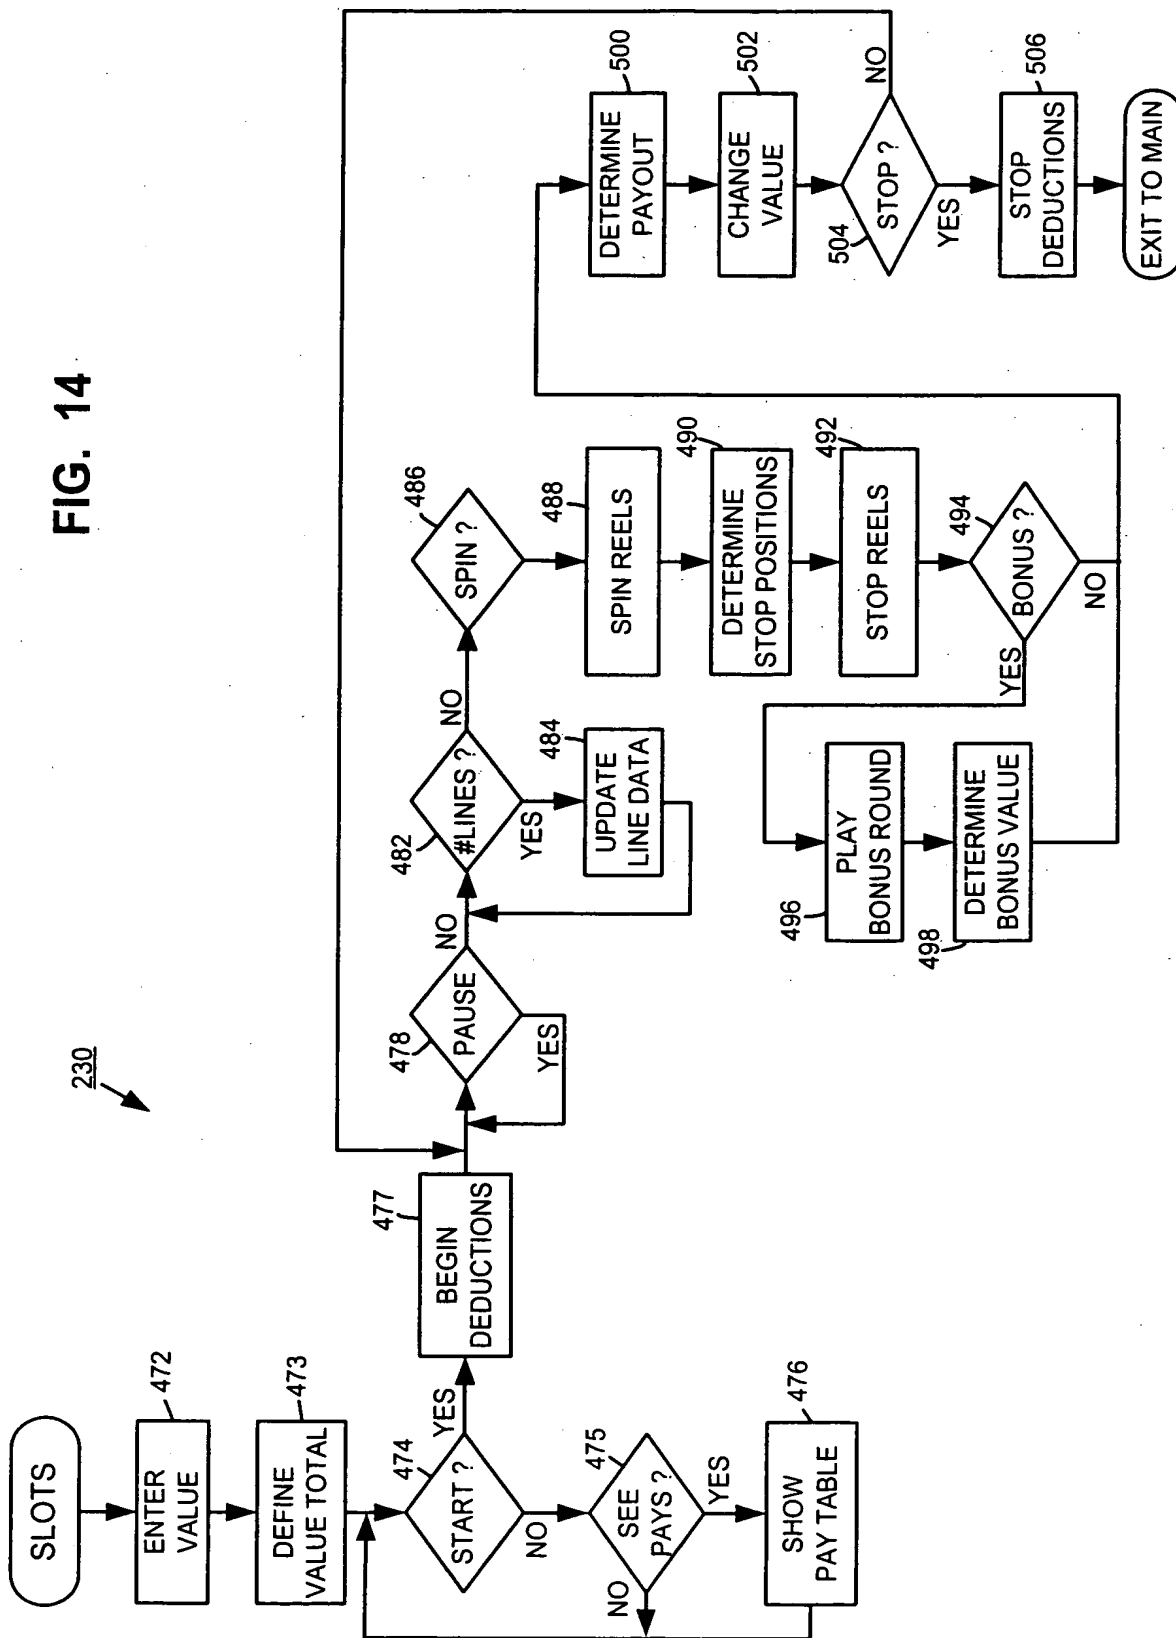 FIG. 14
230
SLOTS
ENTER
VALUE
472
DEFINE
VALUE TOTAL
473
START ?
474
YES
NO
SEE
PAYS ?
475
YES
NO
SHOW
PAY TABLE
476
BEGIN
DEDUCTIONS
477
PAUSE
478
YES
NO
#LINES ?
482
YES
NO
UPDATE
LINE DATA
484
SPIN ?
486
SPIN REELS
488
DETERMINE
STOP POSITIONS
490
STOP REELS
492
BONUS ?
494
YES
NO
PLAY
BONUS ROUND
496
DETERMINE
BONUS VALUE
498
DETERMINE
PAYOUT
500
CHANGE
VALUE
502
STOP ?
504
NO
YES
STOP
DEDUCTIONS
506
EXIT TO MAIN